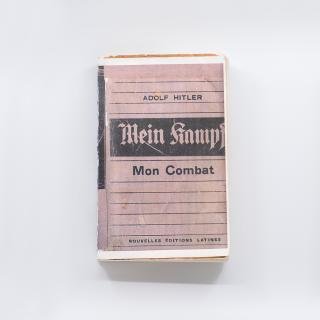 ADOLF HITLER
Mein Kampf
Mon Combat
NOUVELLES EDITIONS LATINES